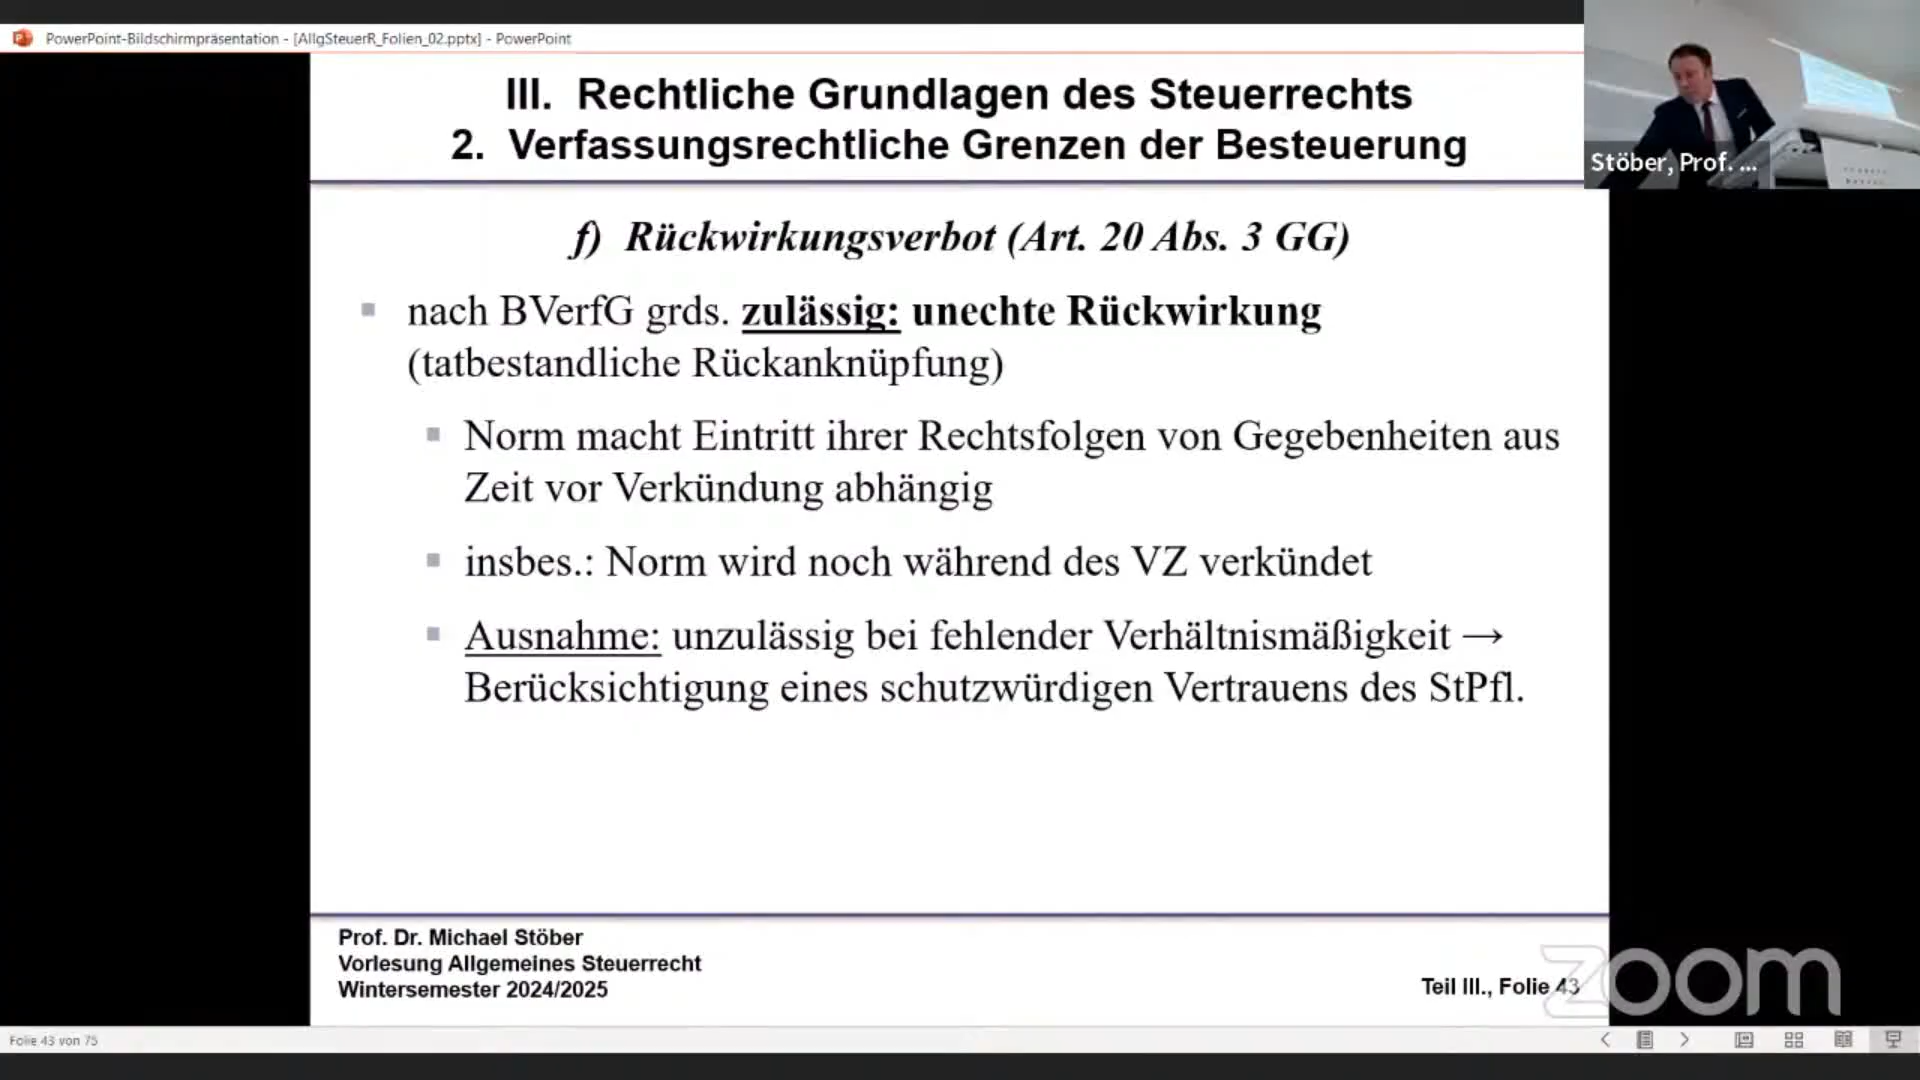 PowerPoint-Bildschirmpräsentation - [AllgSteuerR_Folien_02.pptx] - PowerPoint
III. Rechtliche Grundlagen des Steuerrechts
2. Verfassungsrechtliche Grenzen der Besteuerung
Stöber, Prof. ...
f) Rückwirkungsverbot (Art. 20 Abs. 3 GG)
nach BVerfG grds. zulässig: unechte Rückwirkung
(tatbestandliche Rückanknüpfung)
Norm macht Eintritt ihrer Rechtsfolgen von Gegebenheiten aus
Zeit vor Verkündung abhängig
insbes.: Norm wird noch während des VZ verkündet
Ausnahme: unzulässig bei fehlender Verhältnismäßigkeit →
Berücksichtigung eines schutzwürdigen Vertrauens des StPfl.
Prof. Dr. Michael Stöber
Vorlesung Allgemeines Steuerrecht
Wintersemester 2024/2025
Teil III., Folie 43
zoom
Folie 43 von 75